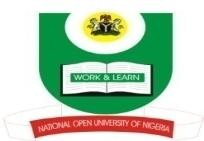 WORK & LEARN
NATIONAL OPEN UNIVERSITY OF NIGERIA